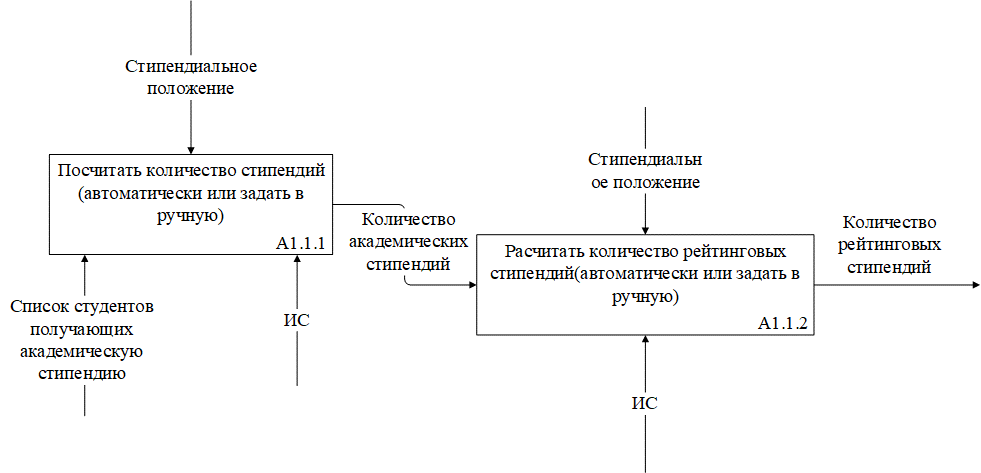 Стипендиальное
положение
Посчитать количество стипендий
(автоматически или задать в
ручную)
A1.1.1
Список студентов
получающих
академическую
стипендию
ИС
Количество
академических
стипендий
Стипендиальн
ое положение
Расчитать количество рейтинговых
стипендий(автоматически или задать в
ручную)
A1.1.2
ИС
Количество
рейтинговых
стипендий